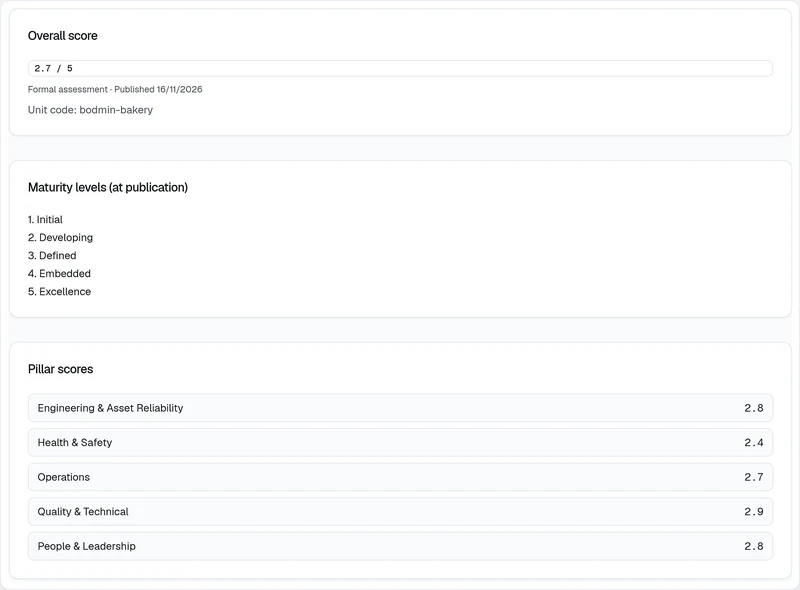 Overall score
2.7 / 5
Formal assessment · Published 16/11/2026
Unit code: bodmin-bakery
Maturity levels (at publication)
1. Initial
2. Developing
3. Defined
4. Embedded
5. Excellence
Pillar scores
Engineering & Asset Reliability 2.8
Health & Safety 2.4
Operations 2.7
Quality & Technical 2.9
People & Leadership 2.8